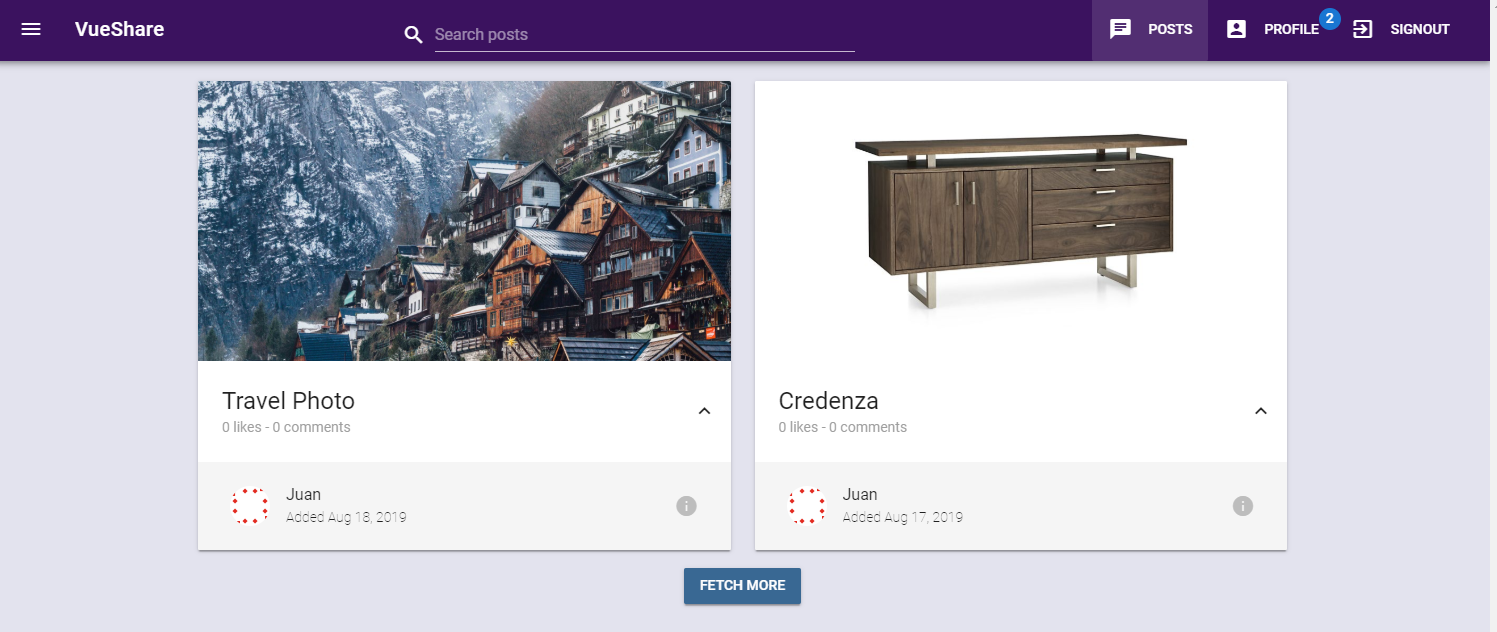 VueShare
Search posts
POSTS
PROFILE
2
SIGNOUT
Travel Photo
0 likes - 0 comments
Juan
Added Aug 18, 2019
Credenza
0 likes - 0 comments
Juan
Added Aug 17, 2019
FETCH MORE